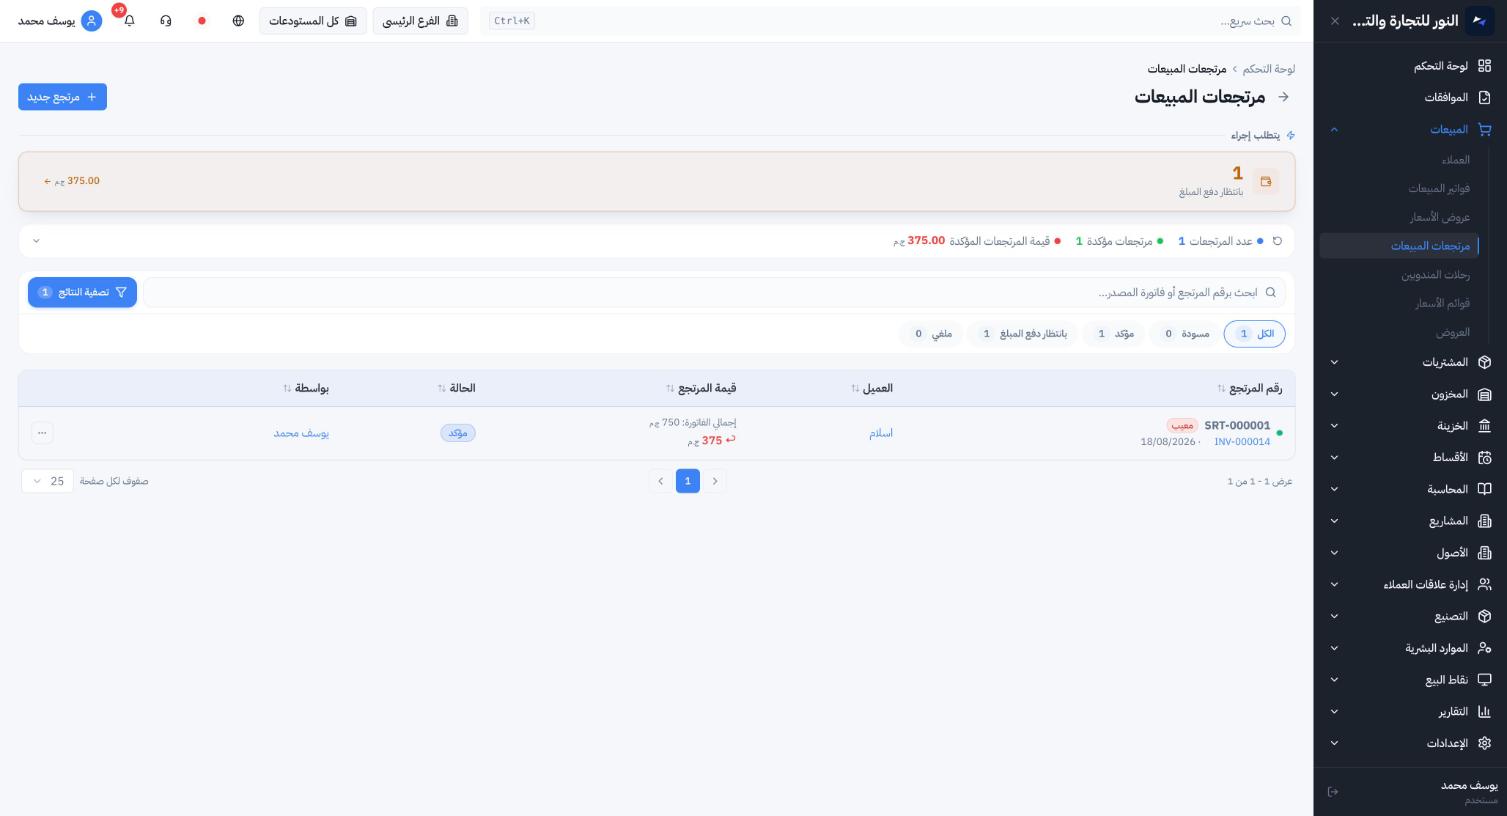 النور للتجارة والتـ...
بحث سريع...
Ctrl+K
الفرع الرئيسى
كل المستودعات
+9
يوسف محمد
لوحة التحكم
الموافقات
المبيعات
العملاء
فواتير المبيعات
عروض الأسعار
مرتجعات المبيعات
رحلات المندوبين
قوائم الأسعار
العروض
المشتريات
المخزون
الخزينة
الأقساط
المحاسبة
المشاريع
الأصول
إدارة علاقات العملاء
التصنيع
الموارد البشرية
نقاط البيع
التقارير
الإعدادات
يوسف محمد
مستخدم
لوحة التحكم › مرتجعات المبيعات
مرتجعات المبيعات
+ مرتجع جديد
يتطلب إجراء
1
بانتظار دفع المبلغ
375.00 ج.م
عدد المرتجعات 1
مرتجعات مؤكدة 1
قيمة المرتجعات المؤكدة 375.00 ج.م
ابحث برقم المرتجع أو فاتورة المصدر...
تصفية النتائج 1
الكل 1
مسودة 0
مؤكد 1
بانتظار دفع المبلغ 1
ملغي 0
رقم المرتجع
العميل
قيمة المرتجع
الحالة
بواسطة
SRT-000001 معيب
INV-000014 · 18/08/2026
اسلام
إجمالي الفاتورة: 750 ج.م
375 ج.م
مؤكد
يوسف محمد
عرض 1 - 1 من 1
1
صفوف لكل صفحة
25